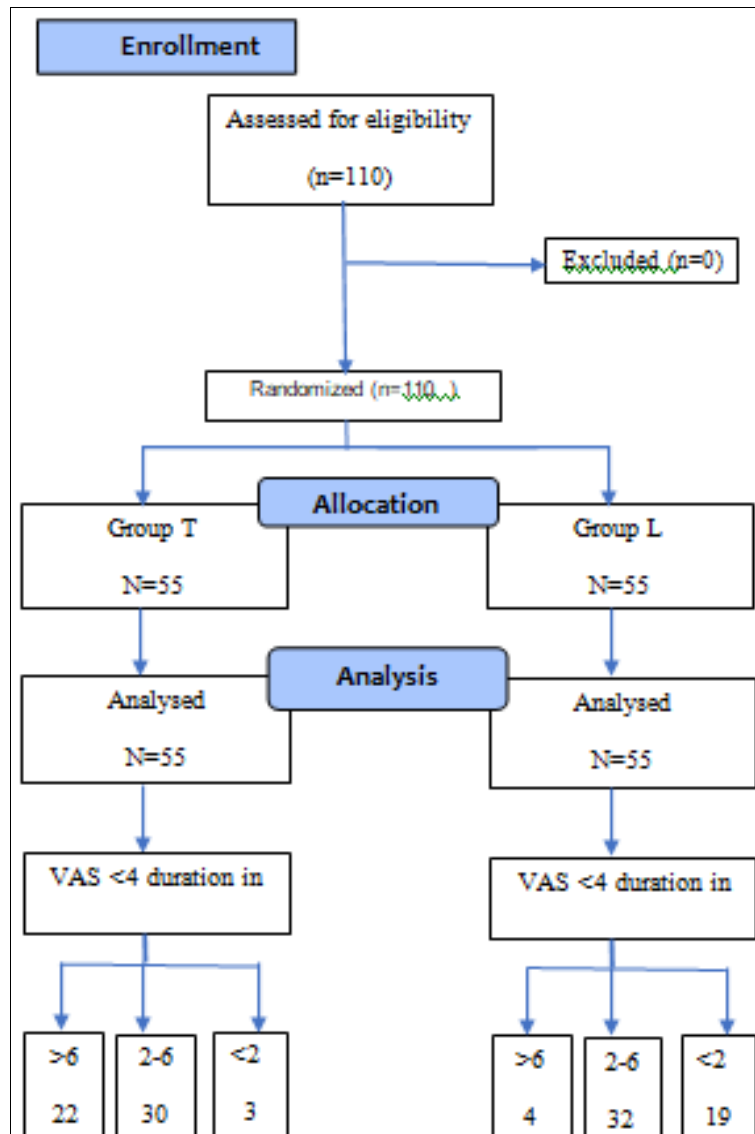 Enrollment
Assessed for eligibility
(n=110)
Excluded (n=0)
Randomized (n=110 )
Allocation
Group T
N=55
Group L
N=55
Analysis
Analysed
N=55
Analysed
N=55
VAS <4 duration in
VAS <4 duration in
>6
22
2-6
30
<2
3
>6
4
2-6
32
<2
19